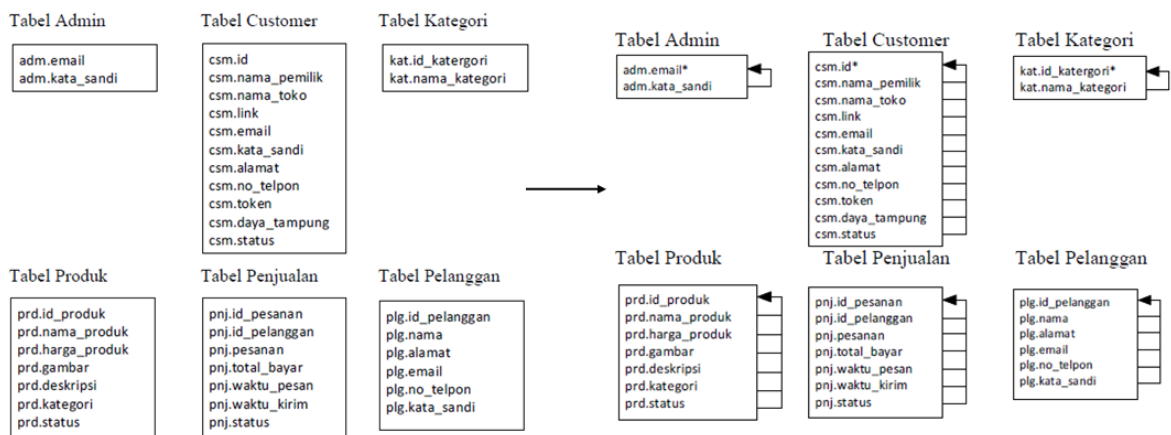 Tabel Admin
adm.email
adm.kata_sandi
Tabel Customer
csm.id
csm.nama_pemilik
csm.nama_toko
csm.link
csm.email
csm.kata_sandi
csm.alamat
csm.no_telpon
csm.token
csm.daya_tampung
csm.status
Tabel Kategori
kat.id_katergori
kat.nama_kategori
Tabel Produk
prd.id_produk
prd.nama_produk
prd.harga_produk
prd.gambar
prd.deskripsi
prd.kategori
prd.status
Tabel Penjualan
pnj.id_pesanan
pnj.id_pelanggan
pnj.pesanan
pnj.total_bayar
pnj.waktu_pesan
pnj.waktu_kirim
pnj.status
Tabel Pelanggan
plg.id_pelanggan
plg.nama
plg.alamat
plg.email
plg.no_telpon
plg.kata_sandi
Tabel Admin
adm.email*
adm.kata_sandi
Tabel Customer
csm.id*
csm.nama_pemilik
csm.nama_toko
csm.link
csm.email
csm.kata_sandi
csm.alamat
csm.no_telpon
csm.token
csm.daya_tampung
csm.status
Tabel Kategori
kat.id_katergori*
kat.nama_kategori
Tabel Produk
prd.id_produk
prd.nama_produk
prd.harga_produk
prd.gambar
prd.deskripsi
prd.kategori
prd.status
Tabel Penjualan
pnj.id_pesanan
pnj.id_pelanggan
pnj.pesanan
pnj.total_bayar
pnj.waktu_pesan
pnj.waktu_kirim
pnj.status
Tabel Pelanggan
plg.id_pelanggan
plg.nama
plg.alamat
plg.email
plg.no_telpon
plg.kata_sandi